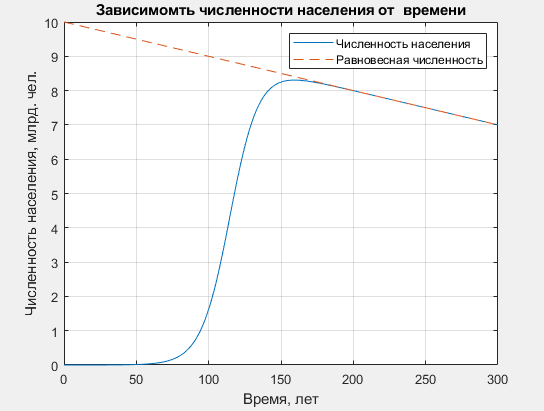 Зависимомть численности населения от времени
Численность населения, млрд. чел.
10
9
8
7
6
5
4
3
2
1
0
Численность населения
Равновесная численность
0 50 100 150 200 250 300
Время, лет